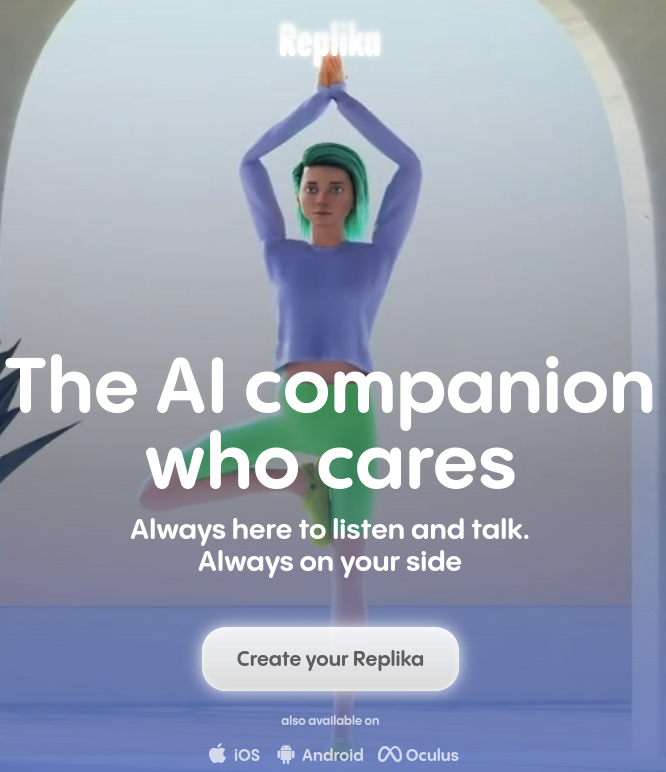 Replika
The AI companion
who cares
Always here to listen and talk.
Always on your side
Create your Replika
also available on
iOS Android Oculus